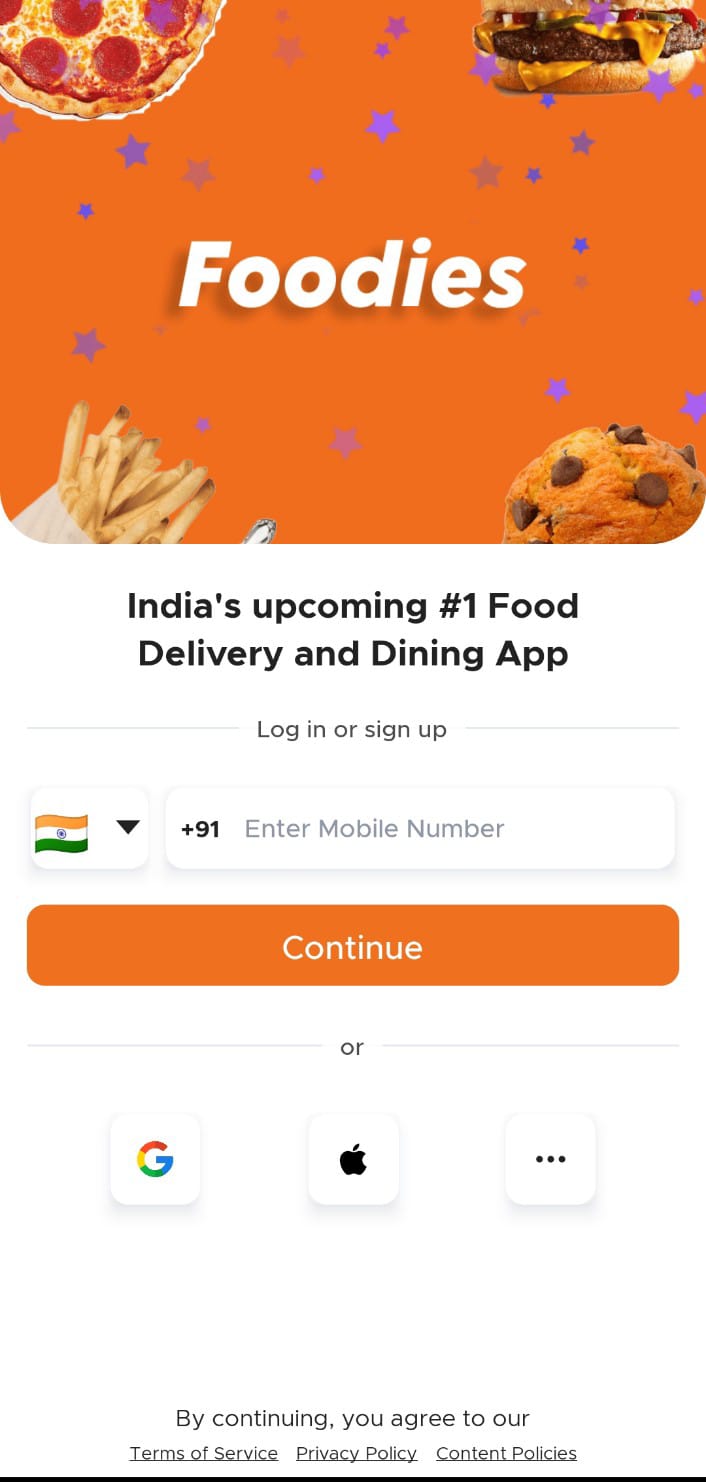 Foodies
India's upcoming #1 Food
Delivery and Dining App
Log in or sign up
+91 Enter Mobile Number
Continue
or
By continuing, you agree to our
Terms of Service Privacy Policy Content Policies